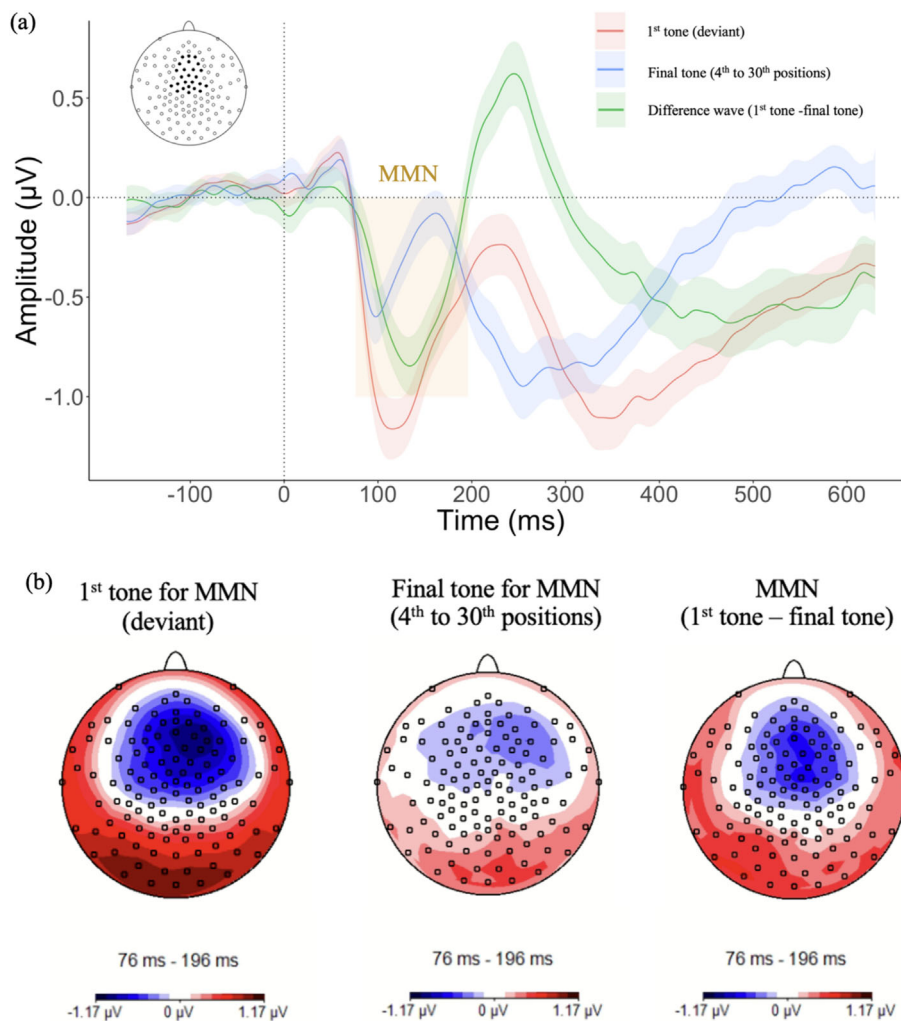 (a)
1st tone (deviant)
Final tone (4th to 30th positions)
Difference wave (1st tone -final tone)
MMN
Amplitude (µV)
0.5
0.0
-0.5
-1.0
-100 0 100 200 300 400 500 600
Time (ms)
(b)
1st tone for MMN
(deviant)
Final tone for MMN
(4th to 30th positions)
MMN
(1st tone – final tone)
76 ms - 196 ms
76 ms - 196 ms
76 ms - 196 ms
-1.17 µV 0 µV 1.17 µV
-1.17 µV 0 µV 1.17 µV
-1.17 µV 0 µV 1.17 µV